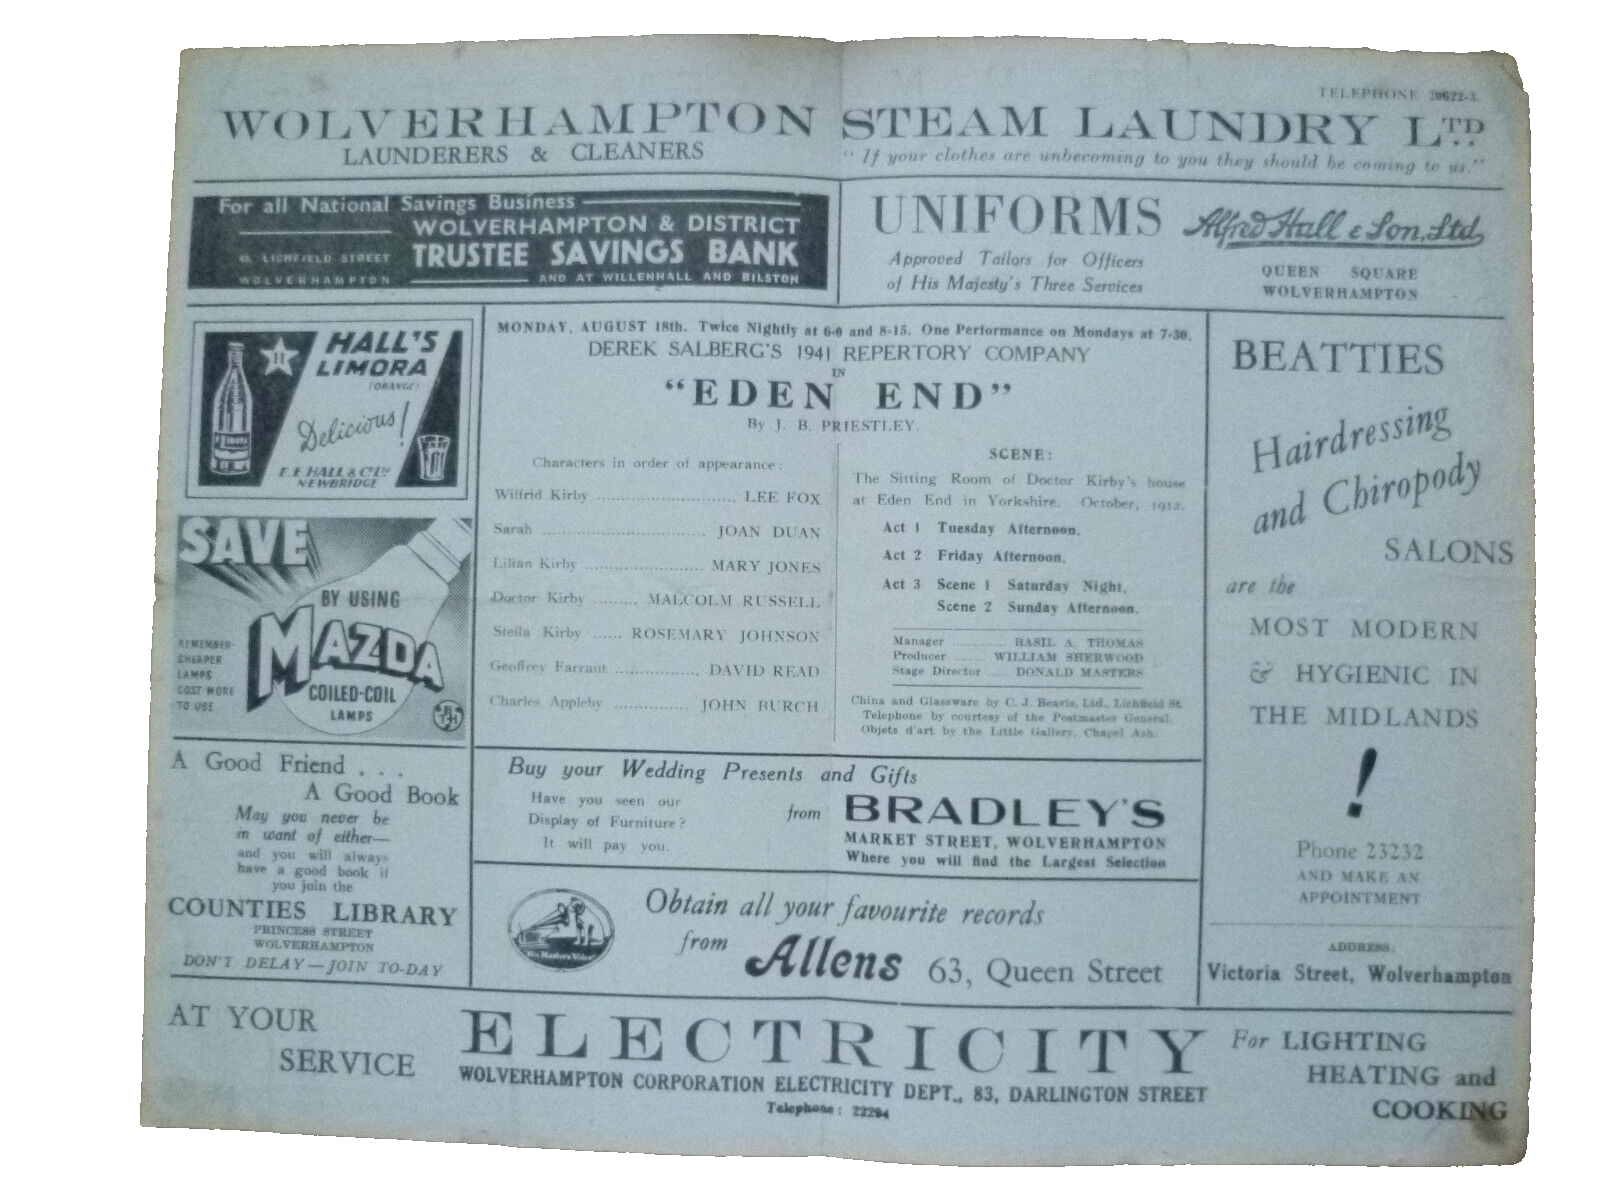 TELEPHONE 20622-3.
WOLVERHAMPTON STEAM LAUNDRY LTD.
LAUNDERERS & CLEANERS
"If your clothes are unbecoming to you they should be coming to us."
For all National Savings Business
WOLVERHAMPTON & DISTRICT
TRUSTEE SAVINGS BANK
LICHFIELD STREET
WOLVERHAMPTON
AND AT WILLENHALL AND BILSTON
UNIFORMS
Approved Tailors for Officers
of His Majesty's Three Services
Alfred Hall & Son, Ltd.
QUEEN SQUARE
WOLVERHAMPTON
H
HALL'S
LIMORA
(ORANGE)
Delicious!
F. F. HALL & CO LTD
NEWBRIDGE
SAVE
BY USING
MAZDA
COILED-COIL
LAMPS
REMEMBER-
CHEAPER
LAMPS
COST MORE
TO USE
BTH
A Good Friend . . .
A Good Book
May you never be
in want of either—
and you will always
have a good book if
you join the
COUNTIES LIBRARY
PRINCESS STREET
WOLVERHAMPTON
DON'T DELAY—JOIN TO-DAY
MONDAY, AUGUST 18th. Twice Nightly at 6-0 and 8-15. One Performance on Mondays at 7-30.
DEREK SALBERG'S 1941 REPERTORY COMPANY
IN
"EDEN END"
By J. B. PRIESTLEY.
Characters in order of appearance:
Wilfrid Kirby .................. LEE FOX
Sarah .................. JOAN DUAN
Lilian Kirby .................. MARY JONES
Doctor Kirby ......... MALCOLM RUSSELL
Stella Kirby ...... ROSEMARY JOHNSON
Geoffrey Farrant .................. DAVID READ
Charles Appleby ............... JOHN BURCH
SCENE:
The Sitting Room of Doctor Kirby's house
at Eden End in Yorkshire. October, 1912.
Act 1 Tuesday Afternoon.
Act 2 Friday Afternoon.
Act 3 Scene 1 Saturday Night.
Scene 2 Sunday Afternoon.
Manager ............ BASIL A. THOMAS
Producer ...... WILLIAM SHERWOOD
Stage Director ...... DONALD MASTERS
China and Glassware by C. J. Beavis, Ltd., Lichfield St.
Telephone by courtesy of the Postmaster General.
Objets d'art by the Little Gallery, Chapel Ash.
Buy your Wedding Presents and Gifts
Have you seen our
Display of Furniture?
It will pay you.
from BRADLEY'S
MARKET STREET, WOLVERHAMPTON
Where you will find the Largest Selection
His Masters Voice
Obtain all your favourite records
from Allens 63, Queen Street
BEATTIES
Hairdressing
and Chiropody
SALONS
are the
MOST MODERN
& HYGIENIC IN
THE MIDLANDS
!
Phone 23232
AND MAKE AN
APPOINTMENT
ADDRESS:
Victoria Street, Wolverhampton
AT YOUR
SERVICE
ELECTRICITY
WOLVERHAMPTON CORPORATION ELECTRICITY DEPT., 83, DARLINGTON STREET
Telephone: 22294
For LIGHTING
HEATING and
COOKING